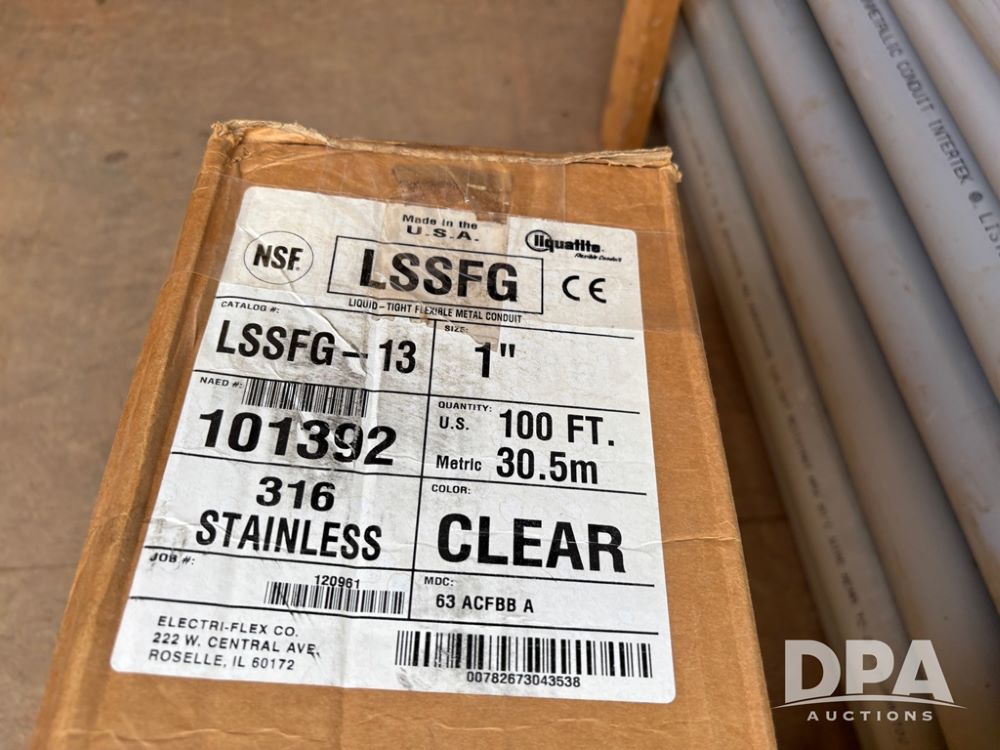 Made in the
U.S.A.
NSF.
LSSFG
liquatite
Flexible Conduit
CE
LIQUID-TIGHT FLEXIBLE METAL CONDUIT
CATALOG #:
LSSFG-13
SIZE:
1"
NAED #:
101392
QUANTITY:
U.S. 100 FT.
Metric 30.5m
316
STAINLESS
COLOR:
CLEAR
JOB #:
120961
MDC:
63 ACFBB A
ELECTRI-FLEX CO.
222 W. CENTRAL AVE.
ROSELLE, IL 60172
00782673043538
CONDUIT INTERTEK
DPA
AUCTIONS